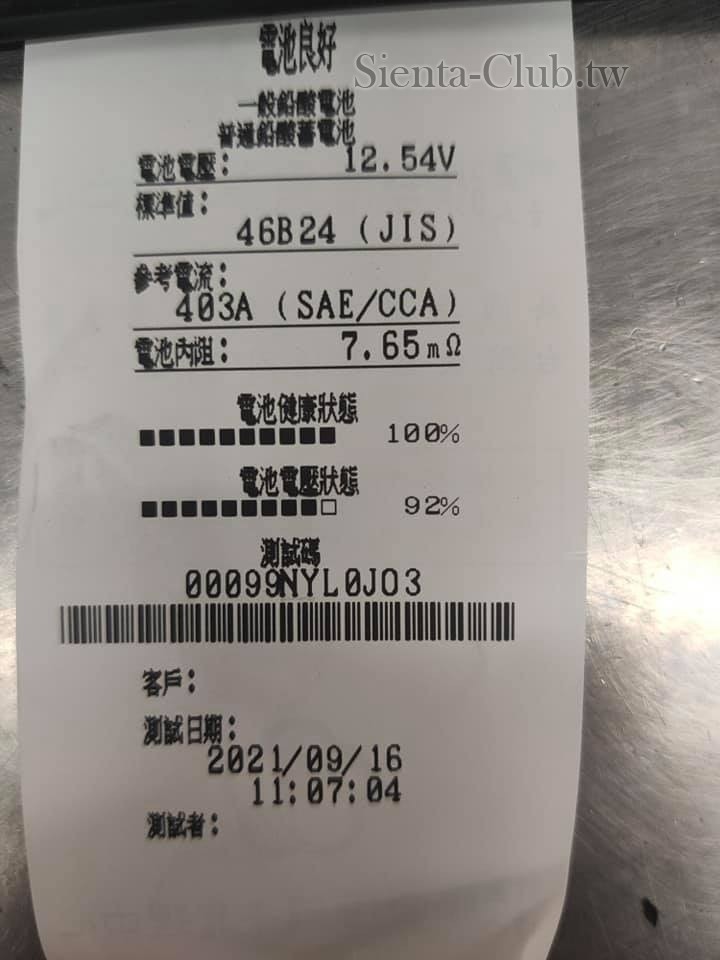 電池良好
Sienta-Club.tw
一般鉛酸電池
普通鉛酸蓄電池
電池電壓: 12.54V
標準值:
46B24 (JIS)
參考電流:
403A (SAE/CCA)
電池內阻: 7.65mΩ
電池健康狀態
100%
電池電壓狀態
92%
測試碼
00099NYL0J03
客戶:
測試日期:
2021/09/16
11:07:04
測試者: